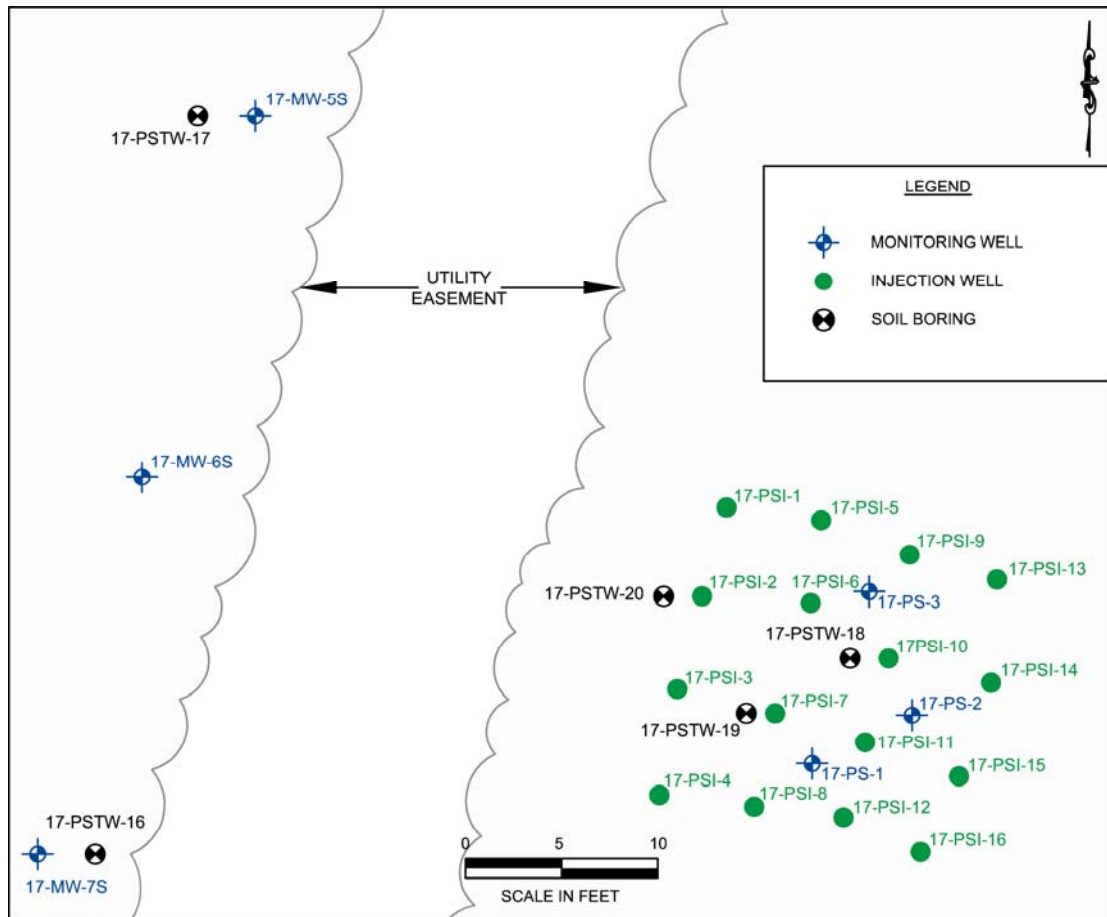 17-MW-5S
17-PSTW-17
LEGEND
MONITORING WELL
UTILITY
EASEMENT
INJECTION WELL
SOIL BORING
17-MW-6S
17-PSI-1
17-PSI-5
17-PSI-9
17-PSI-13
17-PSTW-20
17-PSI-2
17-PSI-6
17-PS-3
17-PSTW-18
17PSI-10
17-PSI-3
17-PSI-14
17-PSI-7
17-PS-2
17-PSTW-19
17-PSI-11
17-PS-1
17-PSI-15
17-PSI-4
17-PSI-8
17-PSI-12
17-PSTW-16
17-PSI-16
17-MW-7S
0 5 10
SCALE IN FEET